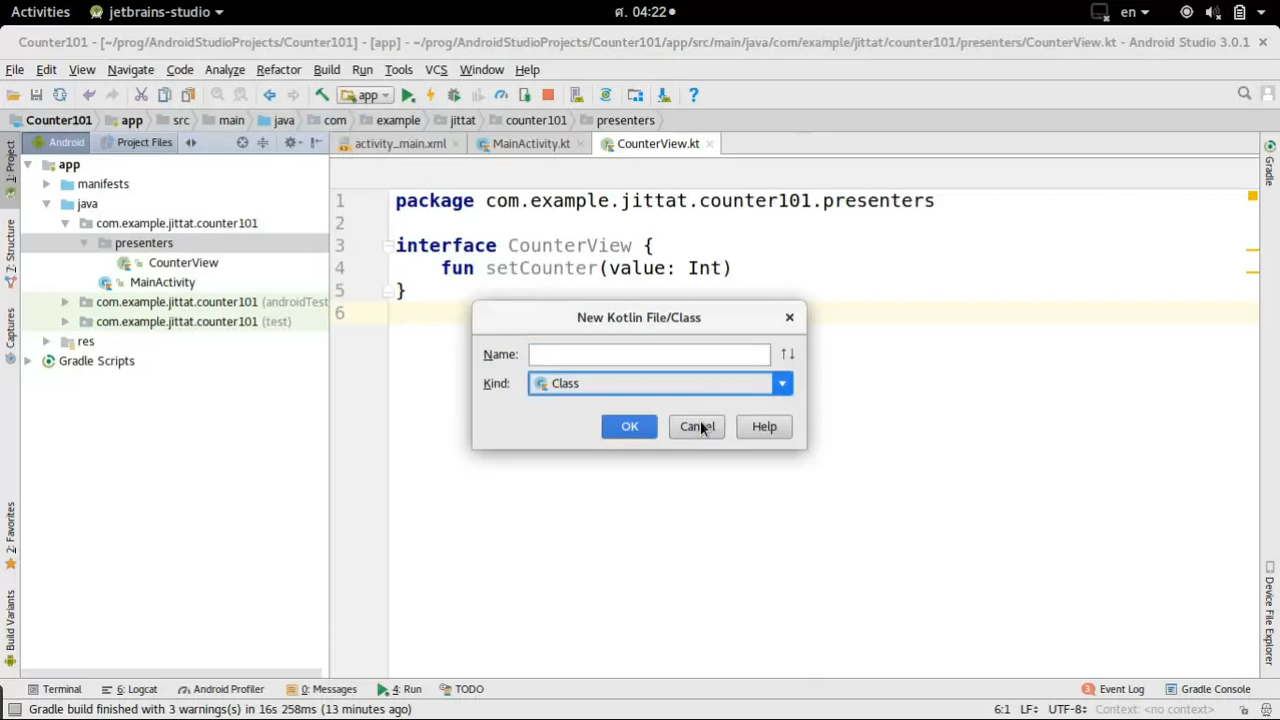 Activities jetbrains-studio ศ. 04:22 en
Counter101 - [~/prog/AndroidStudioProjects/Counter101] - [app] - ~/prog/AndroidStudioProjects/Counter101/app/src/main/java/com/example/jittat/counter101/presenters/CounterView.kt - Android Studio 3.0.1
File Edit View Navigate Code Analyze Refactor Build Run Tools VCS Window Help
app
Counter101 app src main java com example jittat counter101 presenters
Android Project Files activity_main.xml MainActivity.kt CounterView.kt
app
manifests
java
com.example.jittat.counter101
presenters
CounterView
MainActivity
com.example.jittat.counter101 (androidTest
com.example.jittat.counter101 (test)
res
Gradle Scripts
1: Project
7: Structure
Captures
2: Favorites
Build Variants
1 package com.example.jittat.counter101.presenters
2
3 interface CounterView {
4 fun setCounter(value: Int)
5 }
6
New Kotlin File/Class
Name:
Kind: Class
OK Cancel Help
Gradle
Device File Explorer
Terminal 6: Logcat Android Profiler 0: Messages 4: Run TODO 3 Event Log Gradle Console
Gradle build finished with 3 warnings(s) in 16s 258ms (13 minutes ago) 6:1 LF÷ UTF-8÷ Context: <no context>